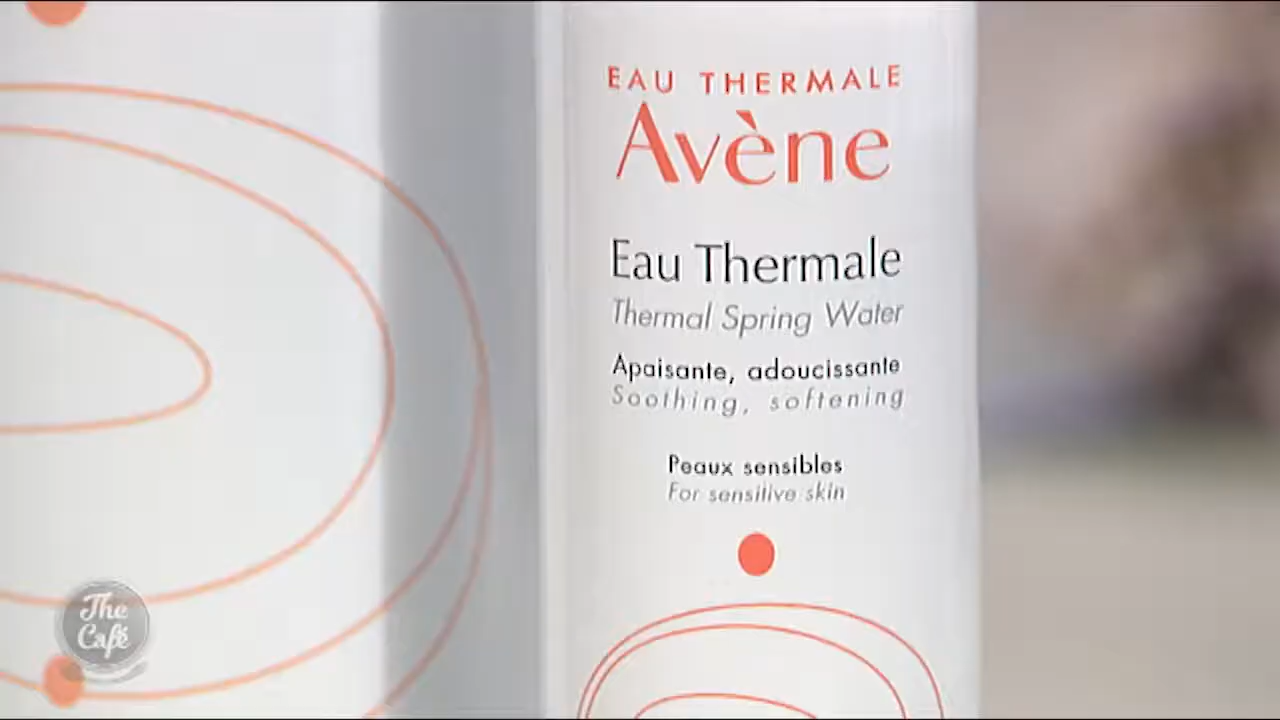 EAU THERMALE
Avène
Eau Thermale
Thermal Spring Water
Apaisante, adoucissante
Soothing, softening
Peaux sensibles
For sensitive skin
The
Café